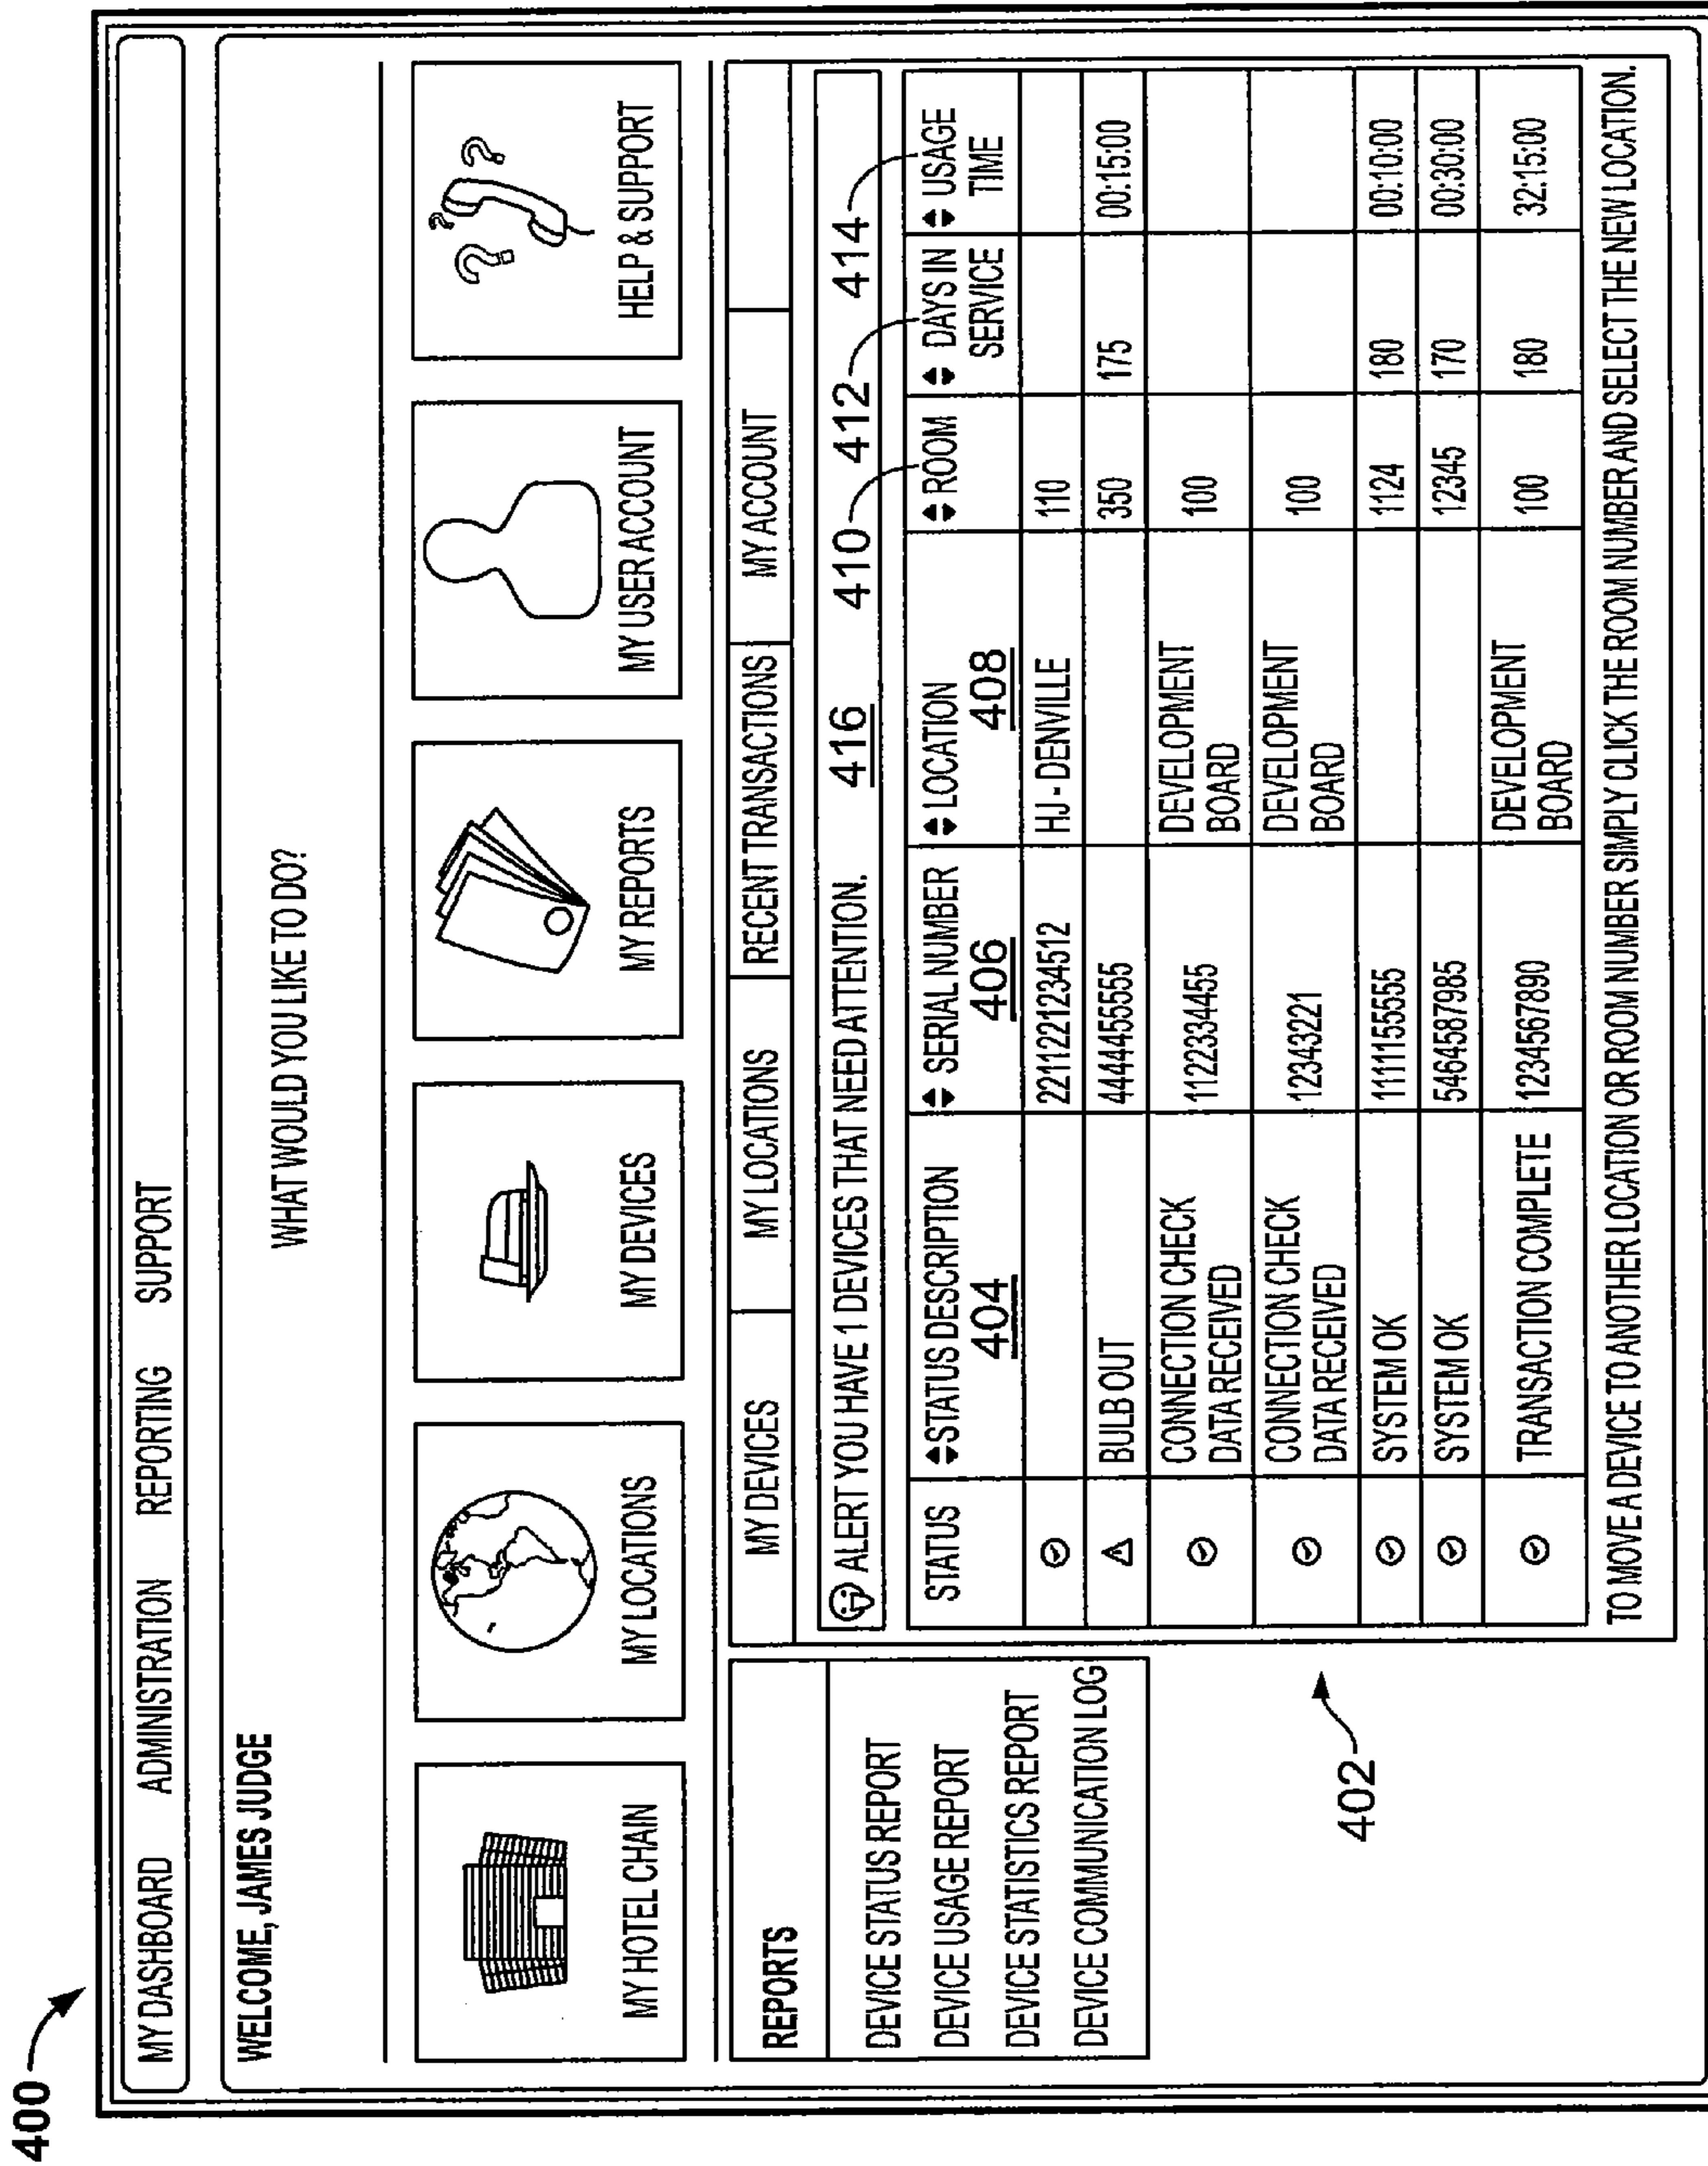 400
MY DASHBOARD ADMINISTRATION REPORTING SUPPORT
WELCOME, JAMES JUDGE
WHAT WOULD YOU LIKE TO DO?
MY HOTEL CHAIN MY LOCATIONS MY DEVICES MY REPORTS MY USER ACCOUNT HELP & SUPPORT
REPORTS
DEVICE STATUS REPORT
DEVICE USAGE REPORT
DEVICE STATISTICS REPORT
DEVICE COMMUNICATION LOG
402
MY DEVICES MY LOCATIONS RECENT TRANSACTIONS MY ACCOUNT
ALERT YOU HAVE 1 DEVICES THAT NEED ATTENTION. 416 410 412 414
STATUS STATUS DESCRIPTION SERIAL NUMBER LOCATION ROOM DAYS IN USAGE
SERVICE TIME
404 406 408
221122121234512 HJ - DENVILLE 110
BULB OUT 4444455555 350 175 00:15:00
CONNECTION CHECK 1122334455 DEVELOPMENT 100
DATA RECEIVED BOARD
CONNECTION CHECK 12343221 DEVELOPMENT 100
DATA RECEIVED BOARD
SYSTEM OK 1111155555 1124 180 00:10:00
SYSTEM OK 5464587985 12345 170 00:30:00
TRANSACTION COMPLETE 1234567890 DEVELOPMENT 100 180 32:15:00
BOARD
TO MOVE A DEVICE TO ANOTHER LOCATION OR ROOM NUMBER SIMPLY CLICK THE ROOM NUMBER AND SELECT THE NEW LOCATION.